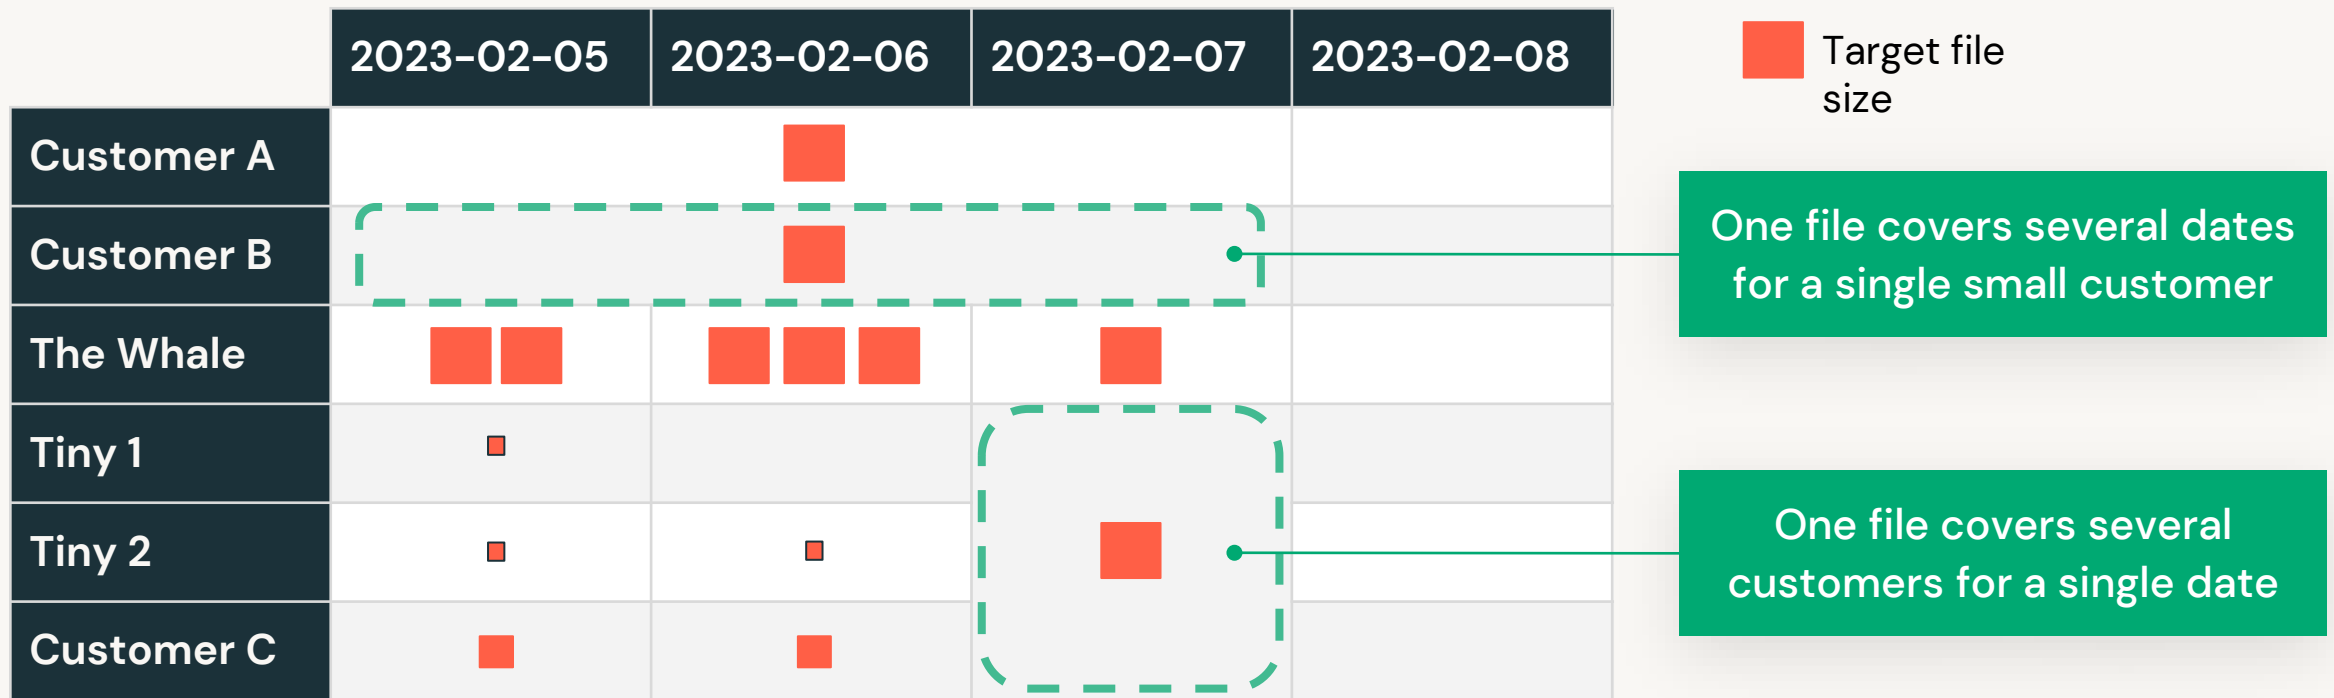 2023-02-05 2023-02-06 2023-02-07 2023-02-08
Target file
size
Customer A
Customer B
One file covers several dates
for a single small customer
The Whale
Tiny 1
Tiny 2
One file covers several
customers for a single date
Customer C